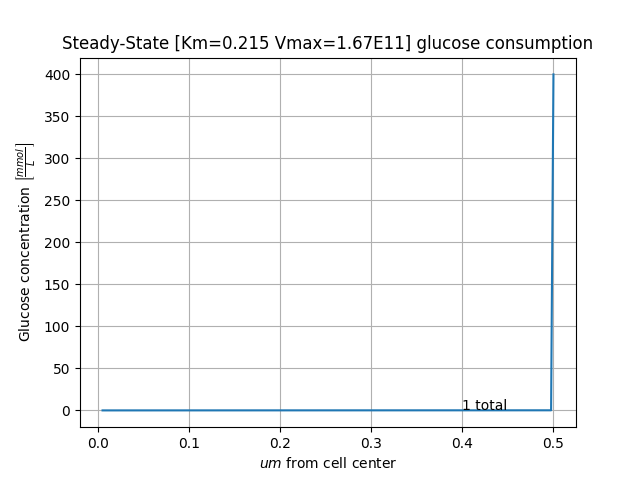 Steady-State [Km=0.215 Vmax=1.67E11] glucose consumption
Glucose concentration [mmol/L]
400
350
300
250
200
150
100
50
0
1 total
0.0 0.1 0.2 0.3 0.4 0.5
um from cell center